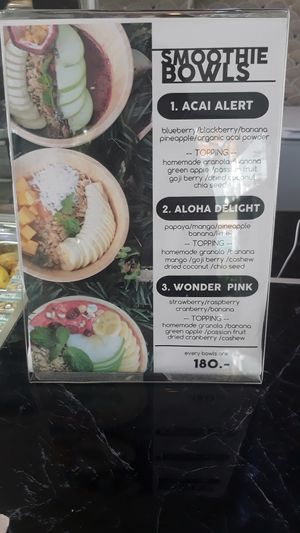 SMOOTHIE
BOWLS
1. ACAI ALERT
blueberry/blackberry/banana
pineapple/organic acai powder
-- TOPPING --
homemade granola /banana
green apple /passion fruit
goji berry /dried coconut
chia seed
2. ALOHA DELIGHT
papaya/mango/pineapple
banana/
-- TOPPING --
homemade granola /banana
mango /goji berry /cashew
dried coconut /chia seed
3. WONDER PINK
strawberry/raspberry
cranberry/banana
-- TOPPING --
homemade granola /banana
green apple /passion fruit
dried cranberry /cashew
every bowls are
180.-